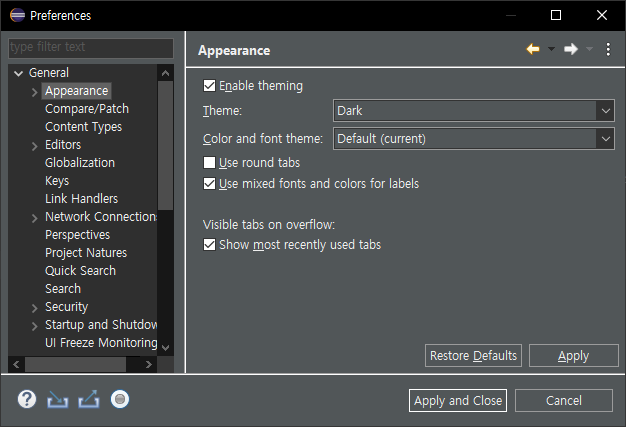 Preferences
type filter text
General
Appearance
Compare/Patch
Content Types
Editors
Globalization
Keys
Link Handlers
Network Connections
Perspectives
Project Natures
Quick Search
Search
Security
Startup and Shutdow
UI Freeze Monitoring
Appearance
Enable theming
Theme:
Dark
Color and font theme:
Default (current)
Use round tabs
Use mixed fonts and colors for labels
Visible tabs on overflow:
Show most recently used tabs
Restore Defaults
Apply
Apply and Close
Cancel